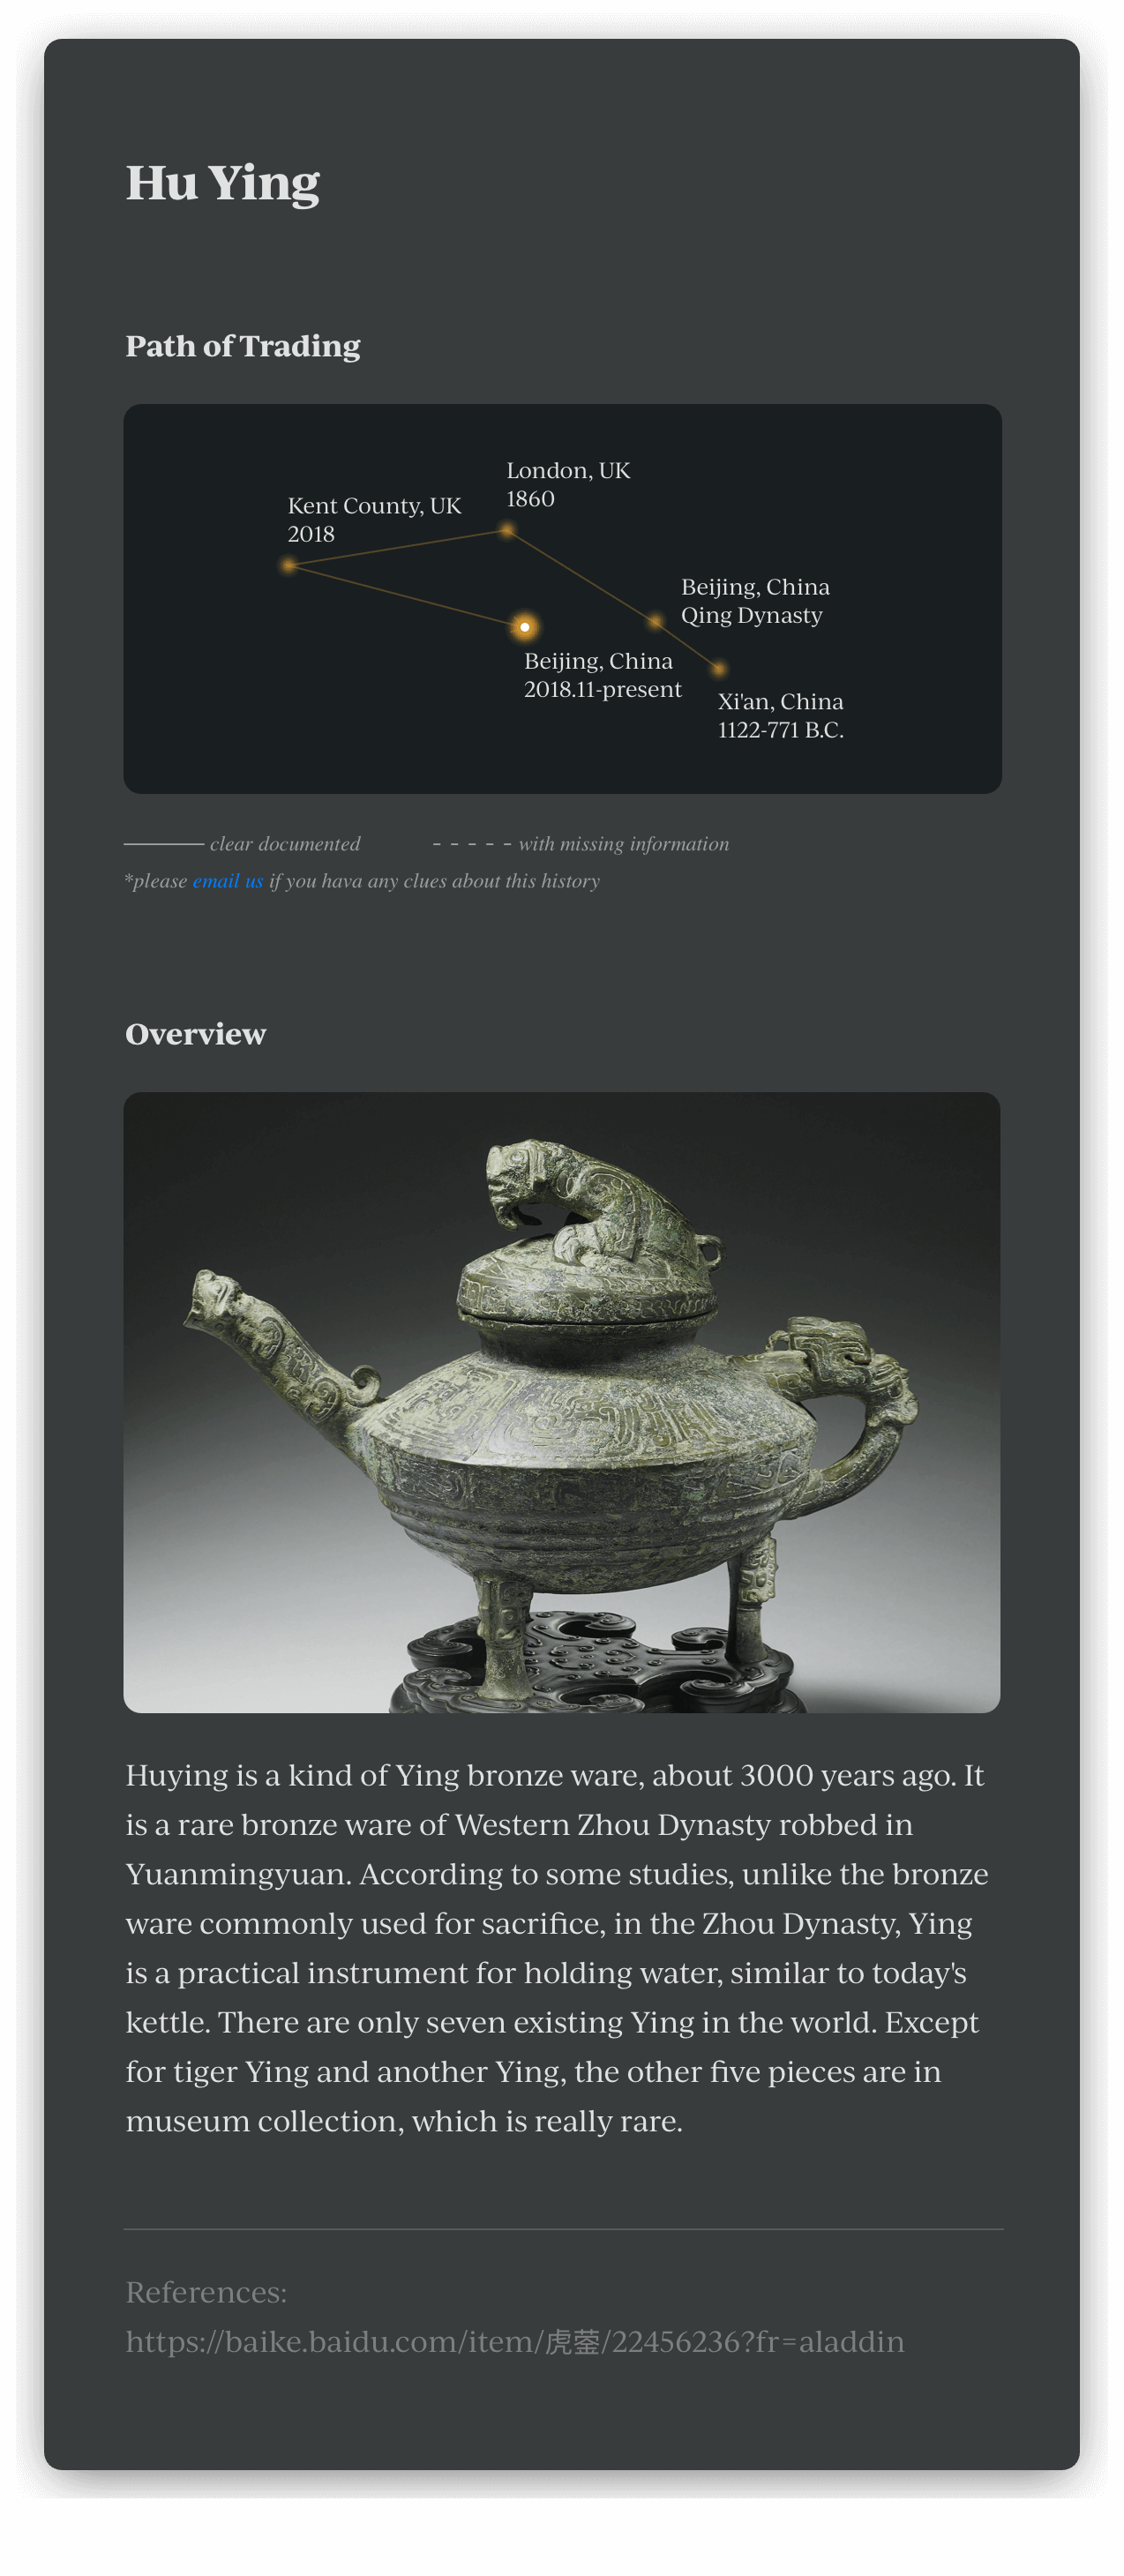 Hu Ying
Path of Trading
London, UK
1860
Kent County, UK
2018
Beijing, China
Qing Dynasty
Beijing, China
2018.11-present
Xi'an, China
1122-771 B.C.
clear documented
with missing information
*please email us if you hava any clues about this history
Overview
Huying is a kind of Ying bronze ware, about 3000 years ago. It
is a rare bronze ware of Western Zhou Dynasty robbed in
Yuanmingyuan. According to some studies, unlike the bronze
ware commonly used for sacrifice, in the Zhou Dynasty, Ying
is a practical instrument for holding water, similar to today's
kettle. There are only seven existing Ying in the world. Except
for tiger Ying and another Ying, the other five pieces are in
museum collection, which is really rare.
References:
https://baike.baidu.com/item/虎蓥/22456236?fr=aladdin